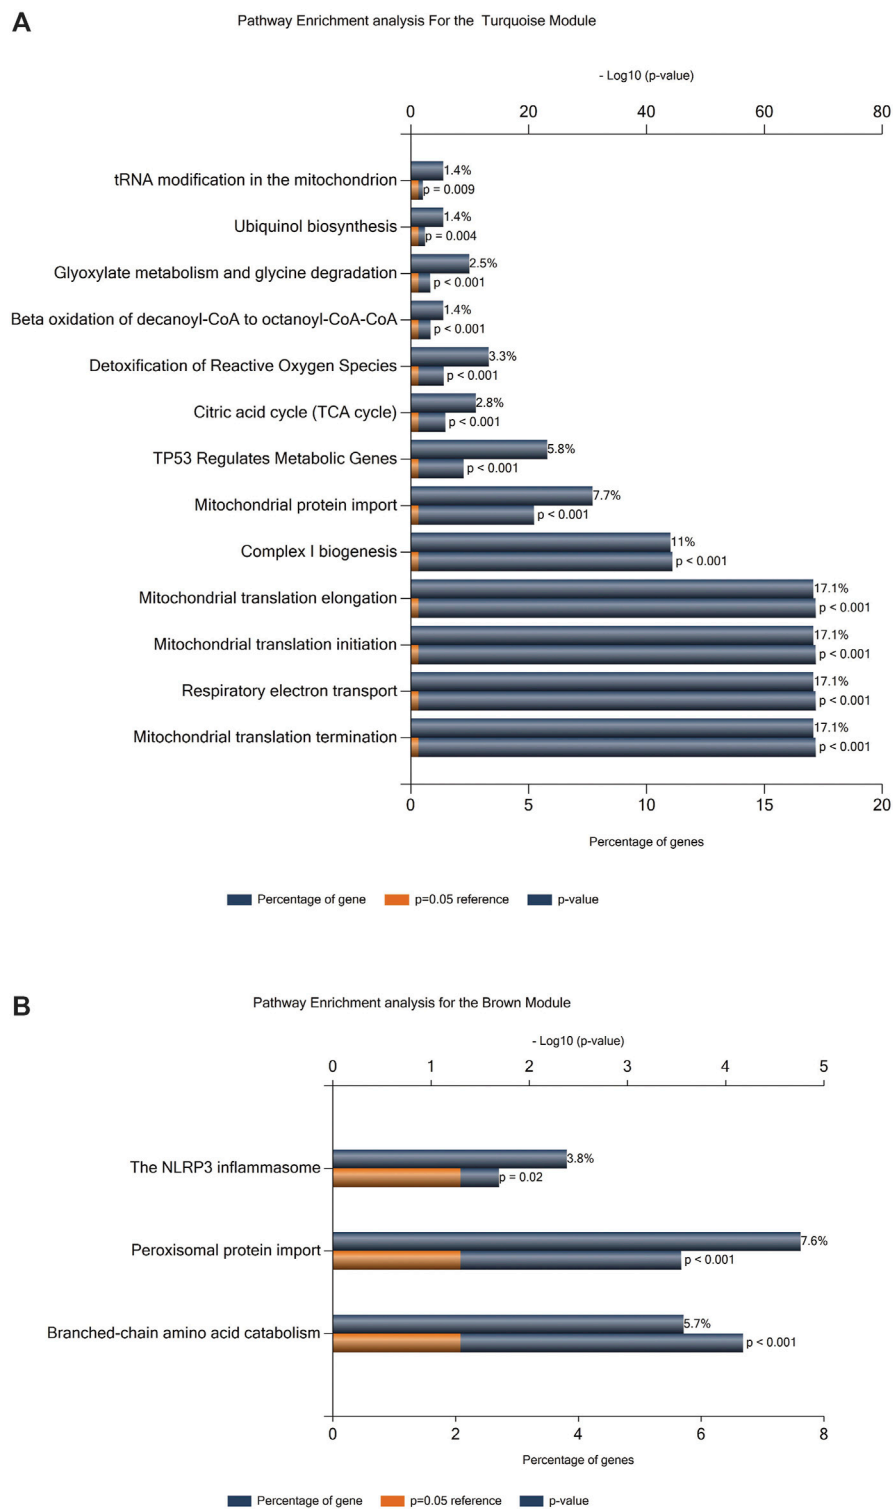 A
Pathway Enrichment analysis For the Turquoise Module
- Log10 (p-value)
0 20 40 60 80
tRNA modification in the mitochondrion
1.4%
p = 0.009
Ubiquinol biosynthesis
1.4%
p = 0.004
Glyoxylate metabolism and glycine degradation
2.5%
p < 0.001
Beta oxidation of decanoyl-CoA to octanoyl-CoA-CoA
1.4%
p < 0.001
Detoxification of Reactive Oxygen Species
3.3%
p < 0.001
Citric acid cycle (TCA cycle)
2.8%
p < 0.001
TP53 Regulates Metabolic Genes
5.8%
p < 0.001
Mitochondrial protein import
7.7%
p < 0.001
Complex I biogenesis
11%
p < 0.001
Mitochondrial translation elongation
17.1%
p < 0.001
Mitochondrial translation initiation
17.1%
p < 0.001
Respiratory electron transport
17.1%
p < 0.001
Mitochondrial translation termination
17.1%
p < 0.001
0 5 10 15 20
Percentage of genes
Percentage of gene p=0.05 reference p-value
B
Pathway Enrichment analysis for the Brown Module
- Log10 (p-value)
0 1 2 3 4 5
The NLRP3 inflammasome
3.8%
p = 0.02
Peroxisomal protein import
7.6%
p < 0.001
Branched-chain amino acid catabolism
5.7%
p < 0.001
0 2 4 6 8
Percentage of genes
Percentage of gene p=0.05 reference p-value